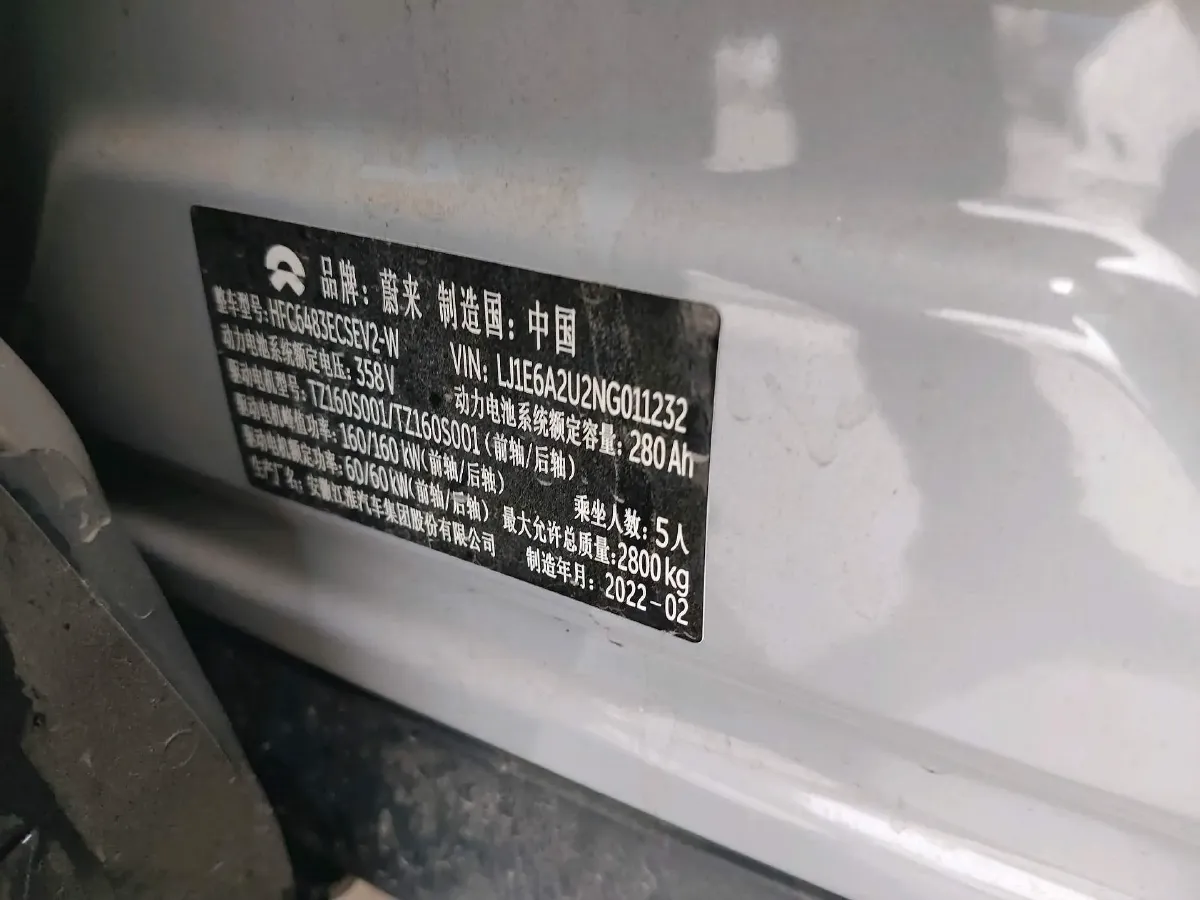 品牌：蔚来 制造国：中国
整车型号：HFC6483ECSEV2-W VIN：LJ1E6A2U2NG011232
动力电池系统额定电压：358V 动力电池系统额定容量：280Ah
驱动电机型号：TZ160S001/TZ160S001（前轴/后轴）
驱动电机峰值功率：160/160kW（前轴/后轴） 乘坐人数：5人
驱动电机额定功率：60/60kW（前轴/后轴） 最大允许总质量：2800kg
生产厂名：安徽江淮汽车集团股份有限公司 制造年月：2022-02